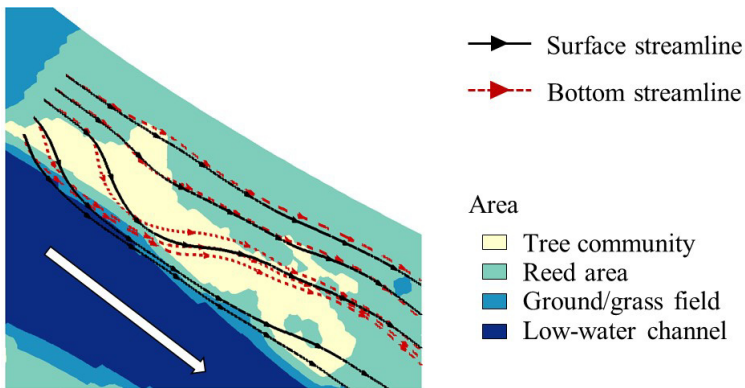 Surface streamline
Bottom streamline
Area
Tree community
Reed area
Ground/grass field
Low-water channel